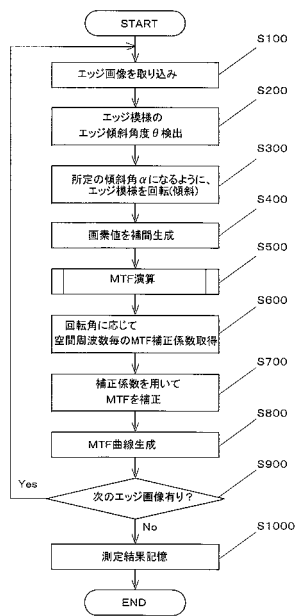 START
S100
エッジ画像を取り込み
S200
エッジ模様の
エッジ傾斜角度θ検出
S300
所定の傾斜角αになるように、
エッジ模様を回転(傾斜)
S400
画素値を補間生成
S500
MTF演算
S600
回転角に応じて
空間周波数毎のMTF補正係数取得
S700
補正係数を用いて
MTFを補正
S800
MTF曲線生成
S900
Yes
次のエッジ画像有り?
No
S1000
測定結果記憶
END